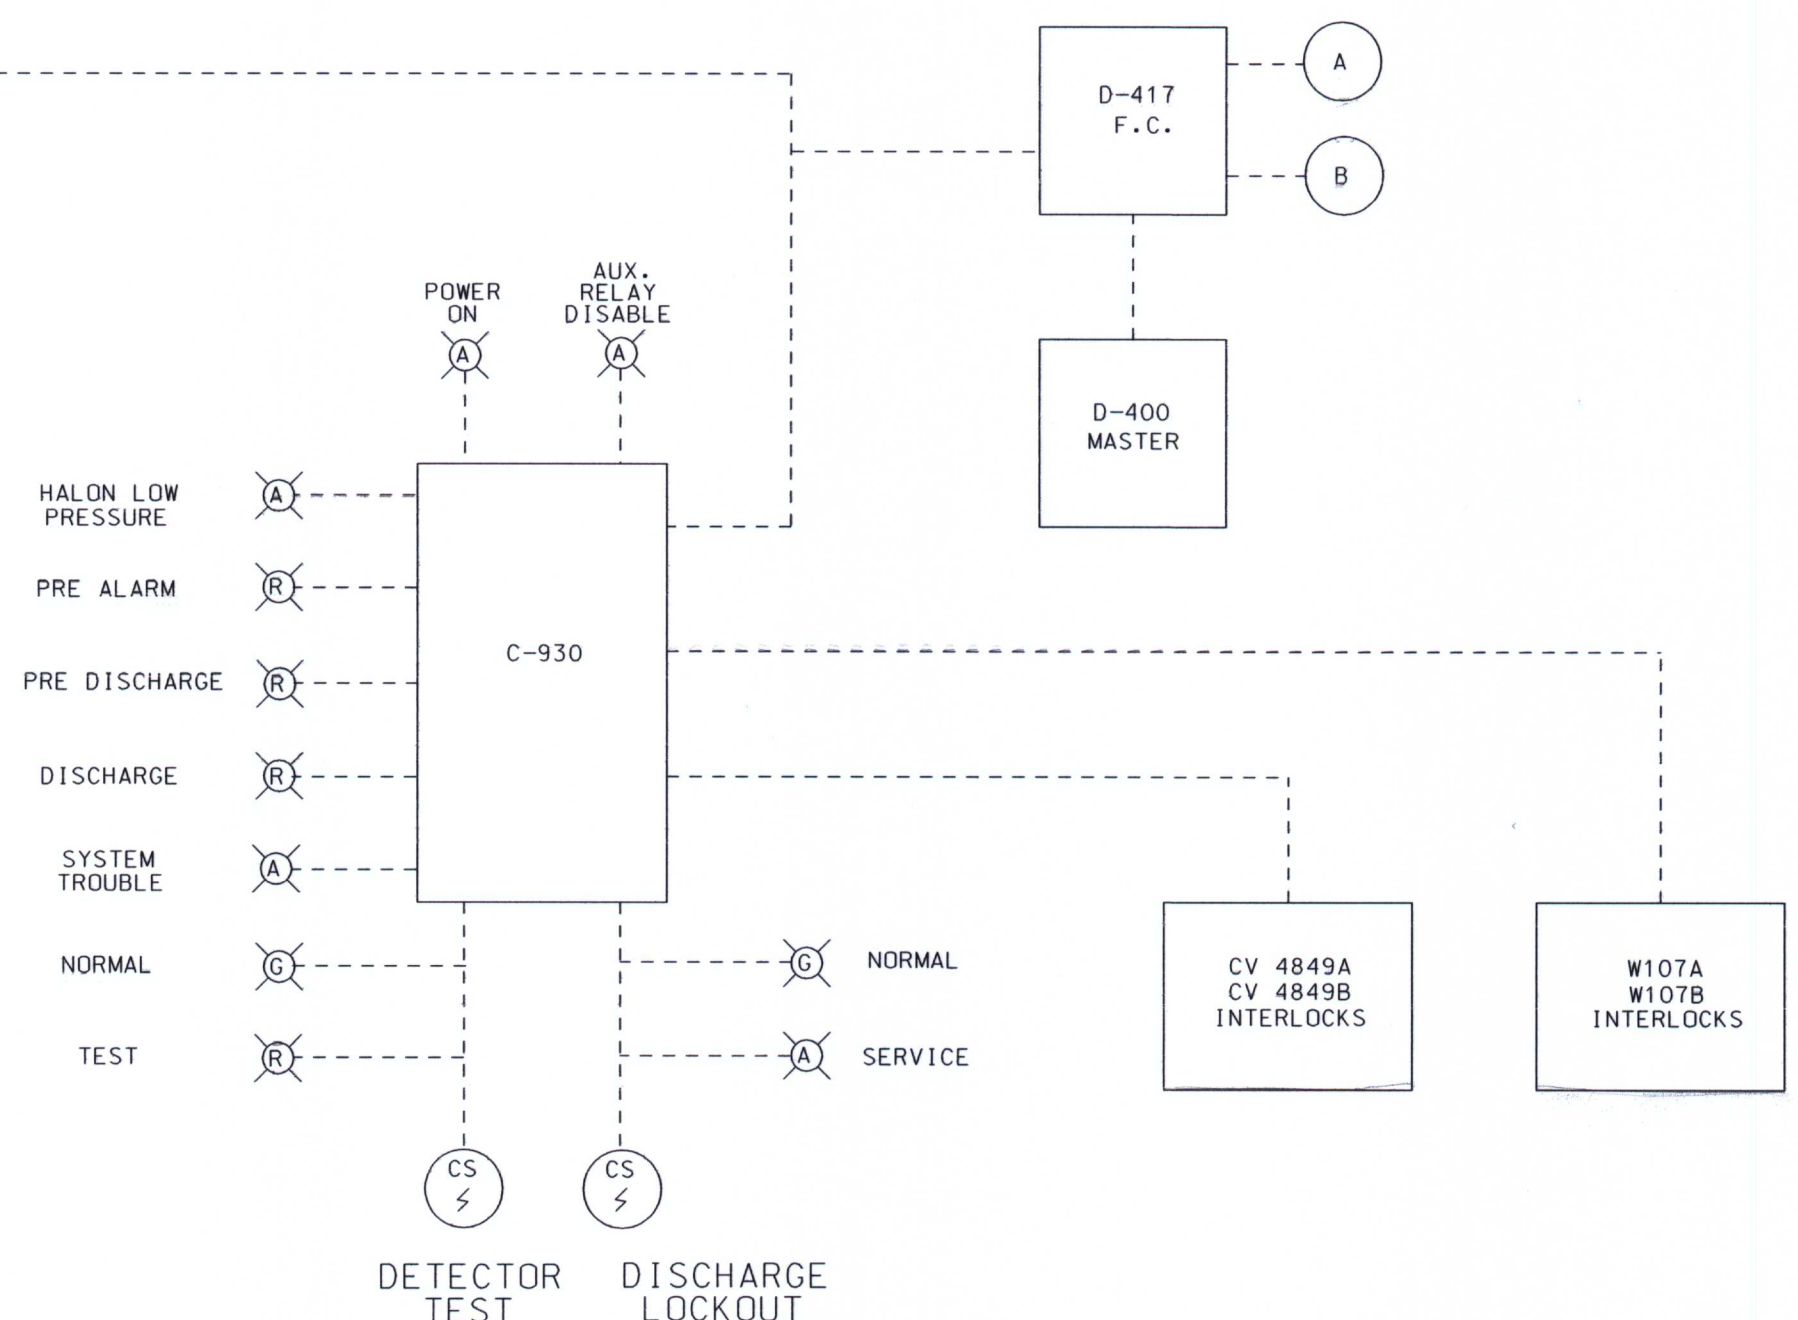 D-417
F.C.
A
B
POWER
ON
A
AUX.
RELAY
DISABLE
A
D-400
MASTER
HALON LOW
PRESSURE
A
PRE ALARM
R
C-930
PRE DISCHARGE
R
DISCHARGE
R
SYSTEM
TROUBLE
A
NORMAL
G
G
NORMAL
TEST
R
A
SERVICE
CV 4849A
CV 4849B
INTERLOCKS
W107A
W107B
INTERLOCKS
CS
CS
DETECTOR
TEST
DISCHARGE
LOCKOUT